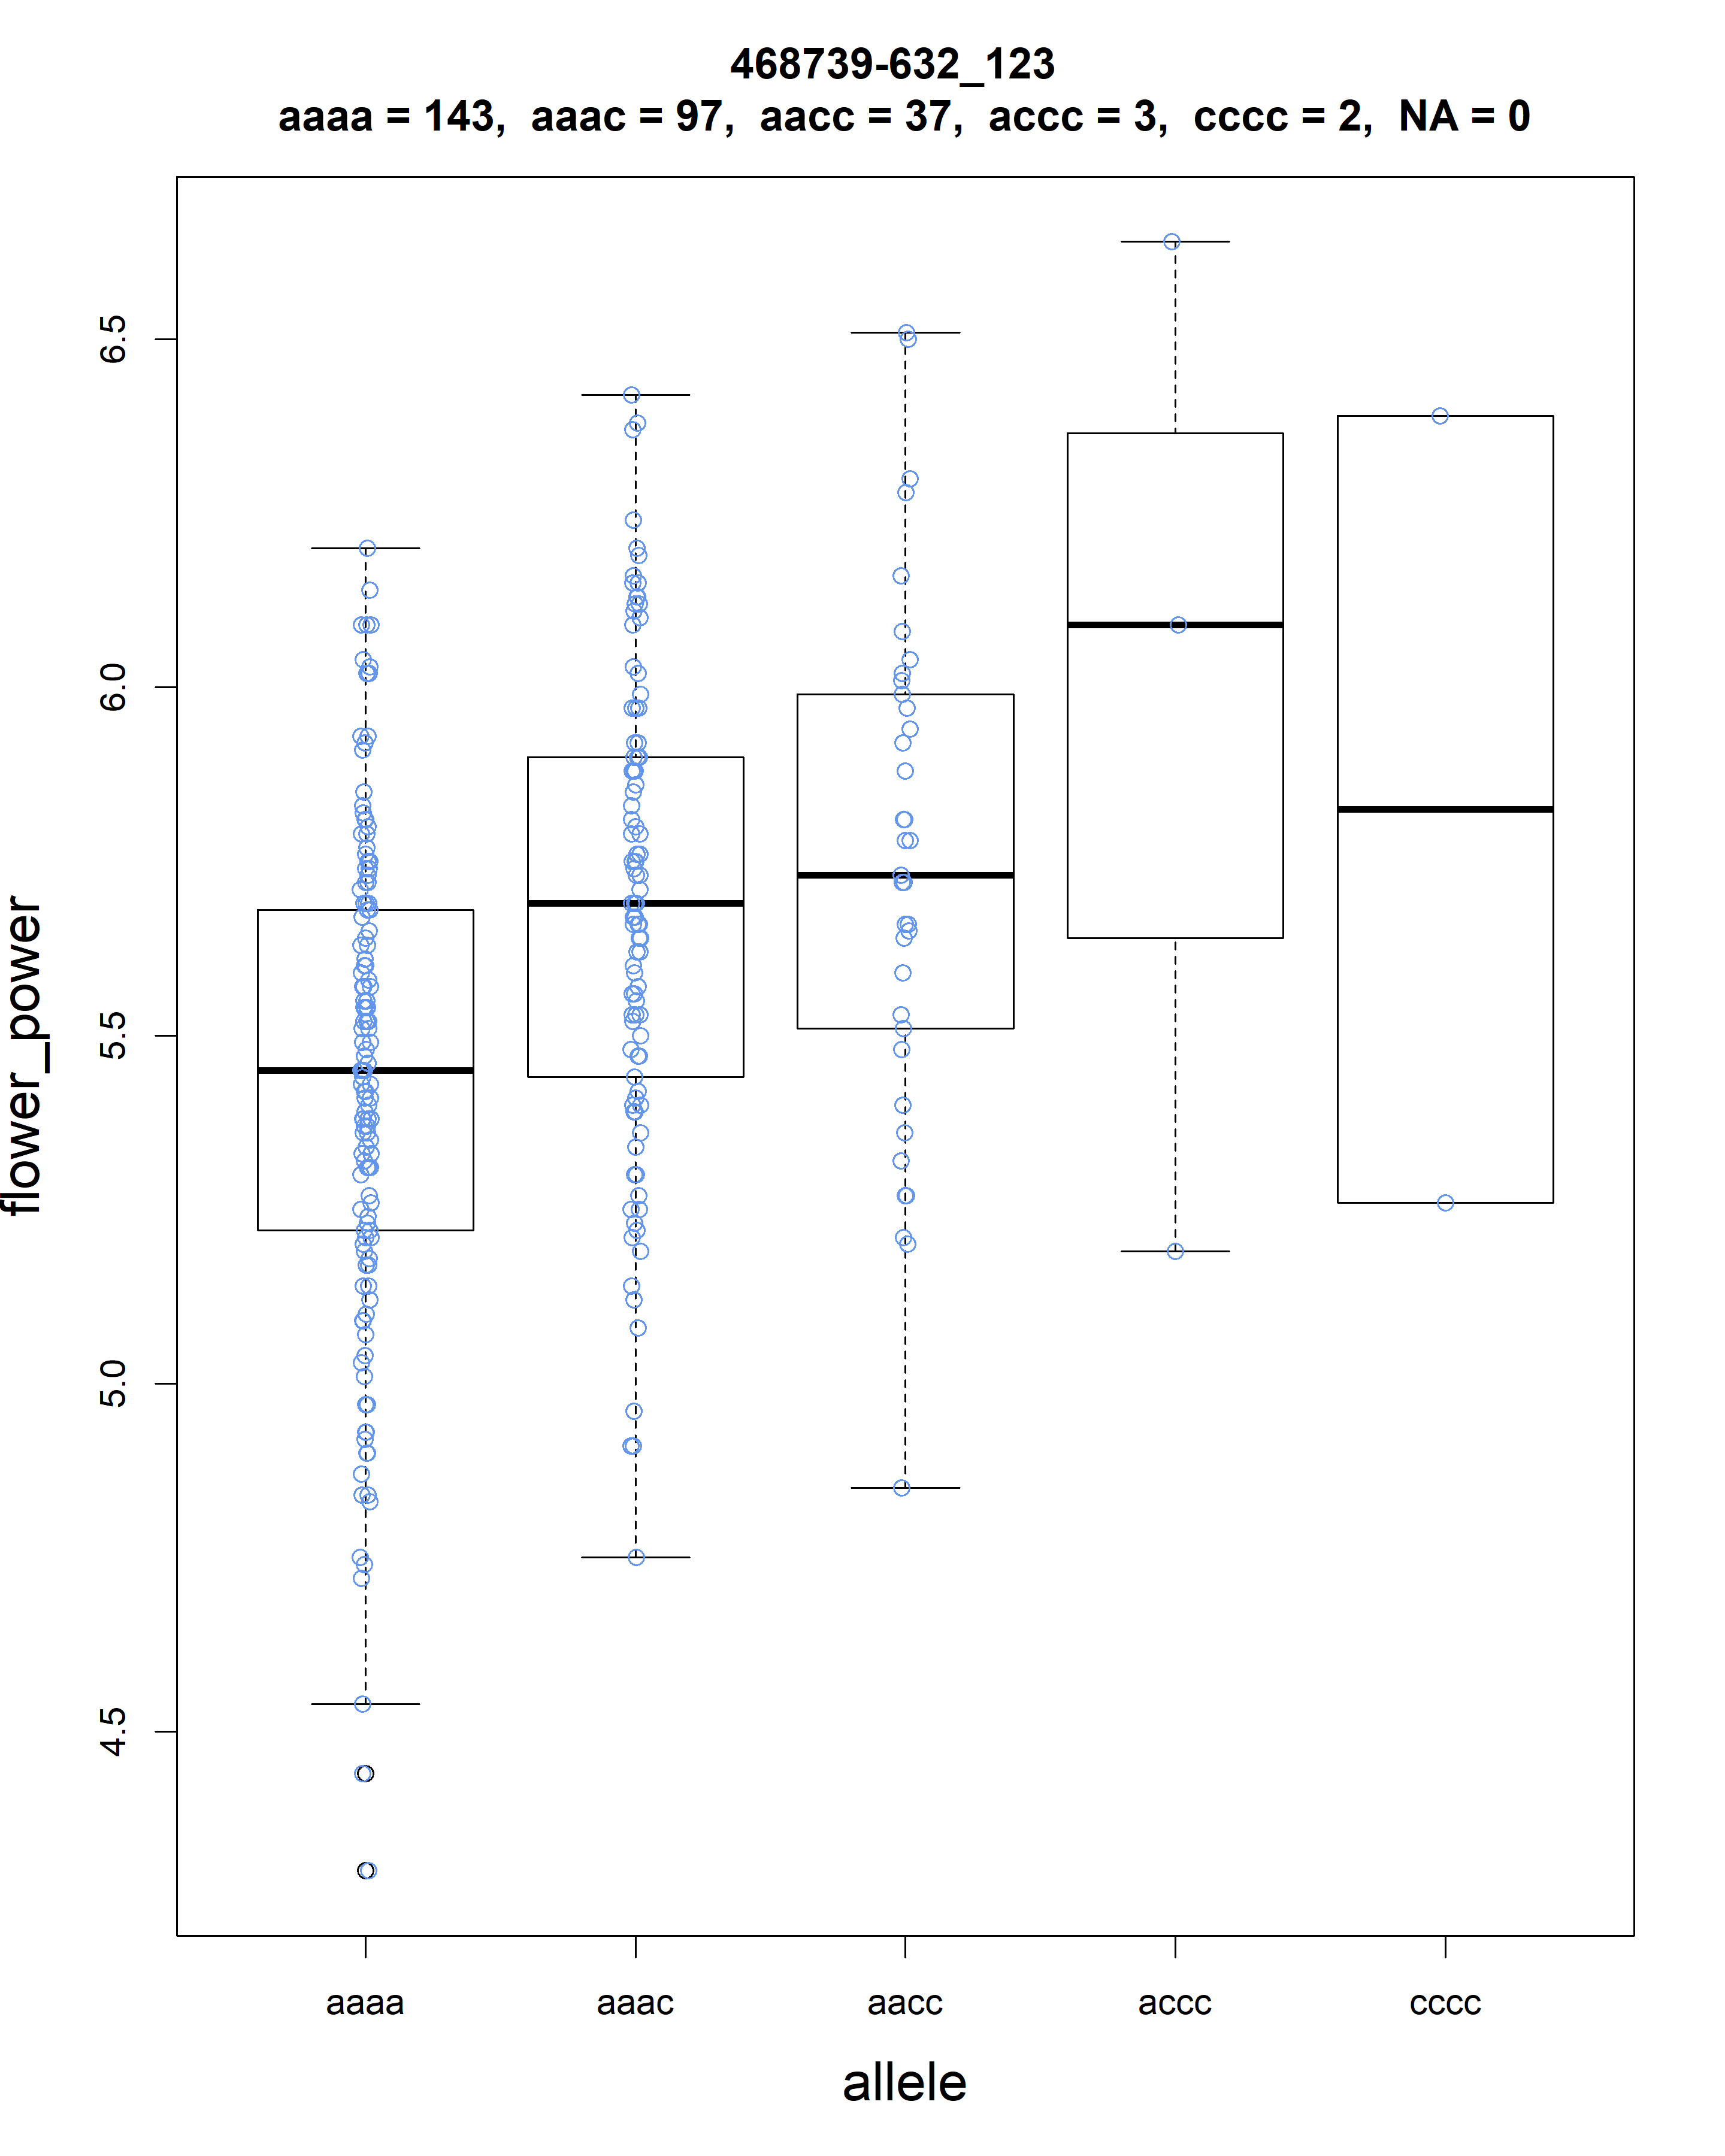 468739-632_123
aaaa = 143, aaac = 97, aacc = 37, accc = 3, cccc = 2, NA = 0
flower_power
6.5
6.0
5.5
5.0
4.5
aaaa aaac aacc accc cccc
allele